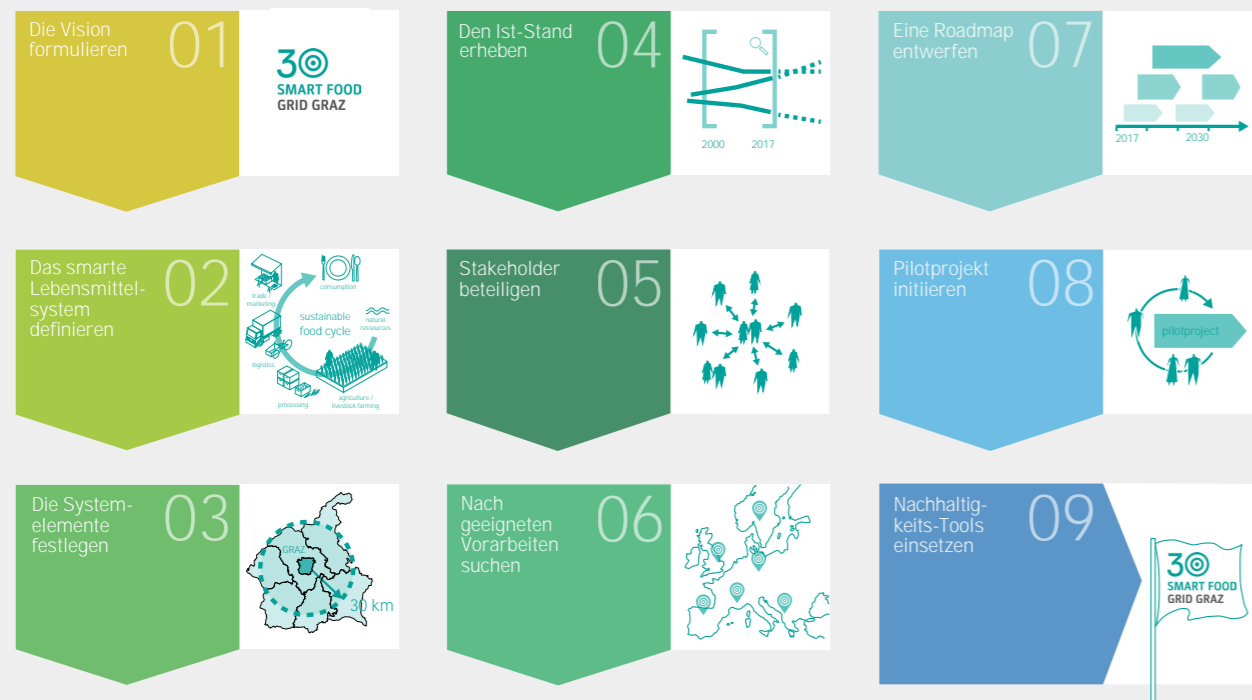 Die Vision
formulieren
01
30
SMART FOOD
GRID GRAZ
Das smarte
Lebensmittel-
system
definieren
02
trade /
marketing
consumption
sustainable
food cycle
natural
ressources
logistics
processing
agriculture /
livestock farming
Die System-
elemente
festlegen
03
GRAZ
30 km
Den Ist-Stand
erheben
04
2000
2017
Stakeholder
beteiligen
05
Nach
geeigneten
Vorarbeiten
suchen
06
Eine Roadmap
entwerfen
07
2017
2030
Pilotprojekt
initiieren
08
pilotproject
Nachhaltig-
keits-Tools
einsetzen
09
30
SMART FOOD
GRID GRAZ